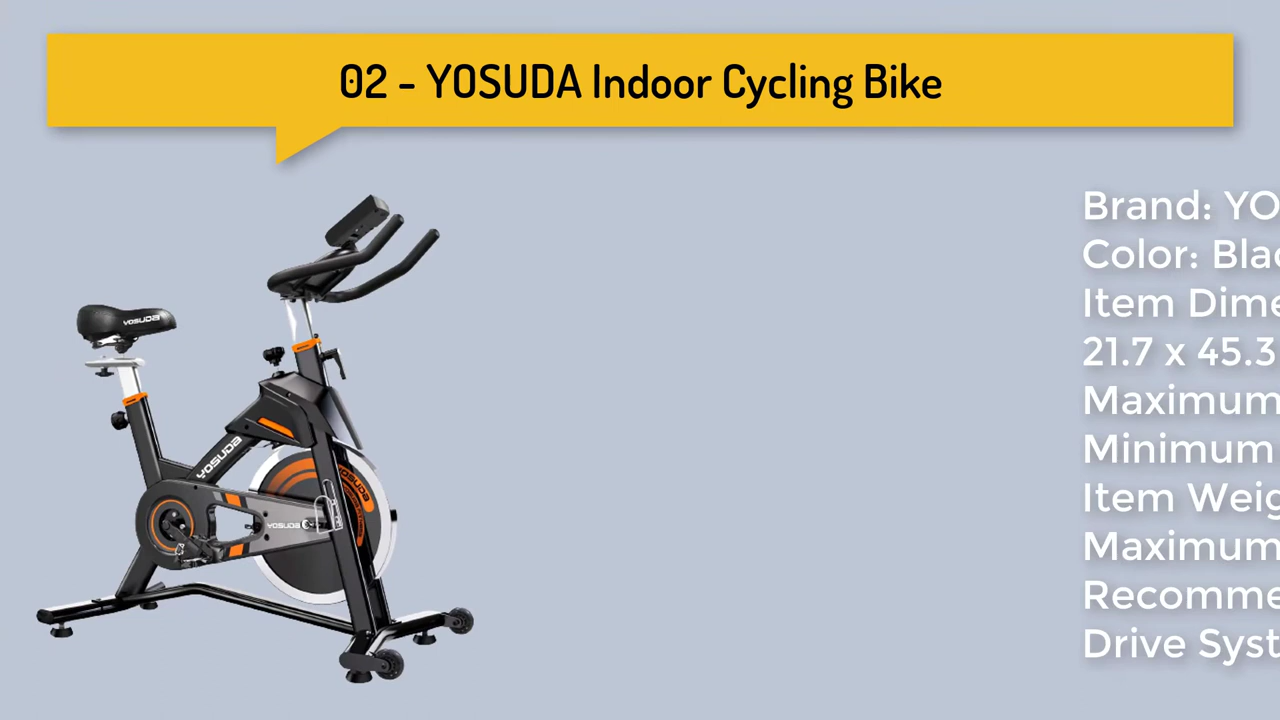 02 - YOSUDA Indoor Cycling Bike
Brand: YO
Color: Blac
Item Dime
21.7 x 45.3
Maximum
Minimum
Item Weig
Maximum
Recomme
Drive Syst
YOSUDA
YOSUDA
YOSUDA
YOSUDA